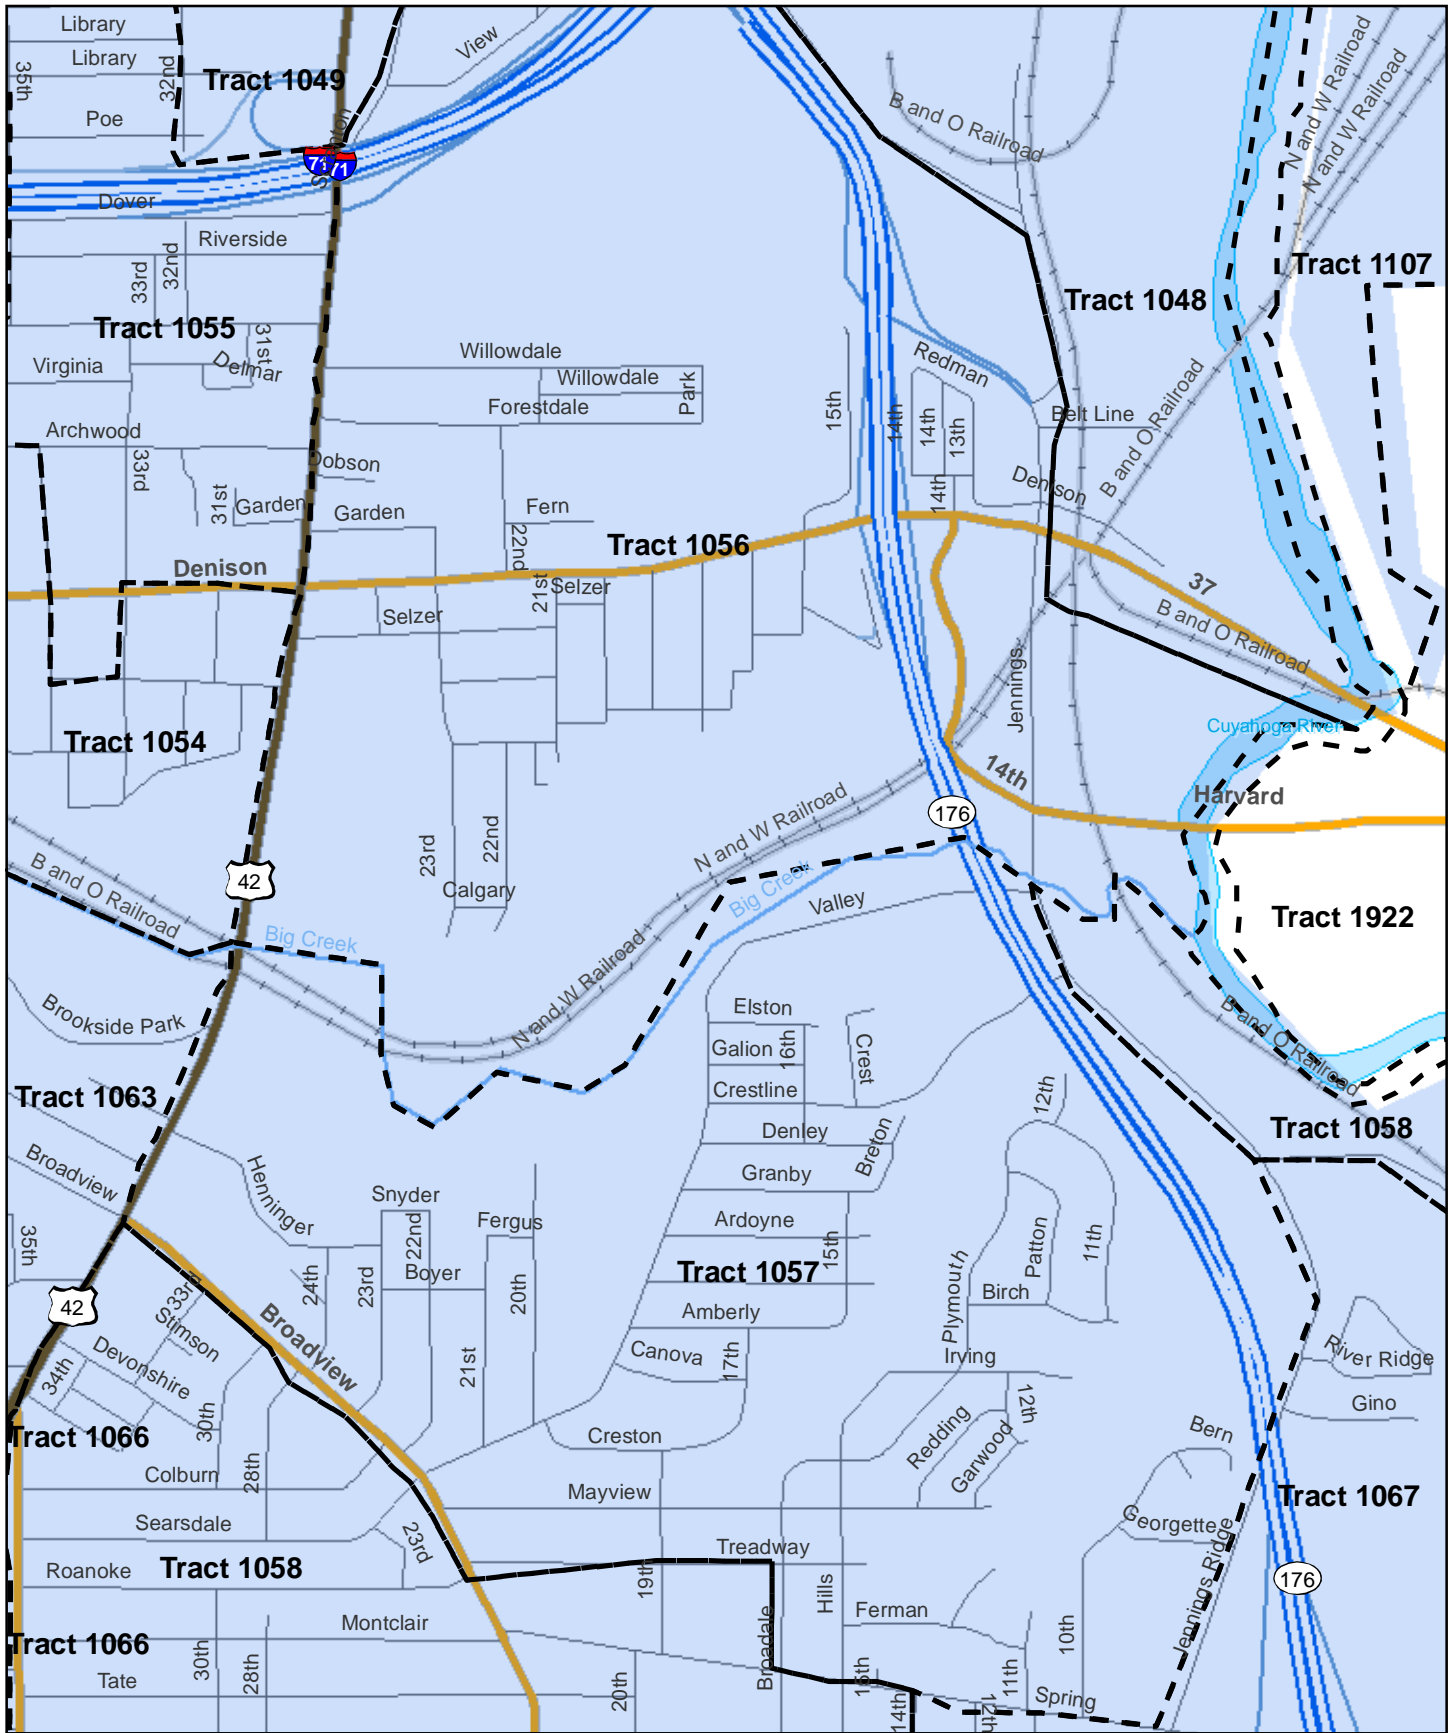 Library
View
Library
35th
32nd
Tract 1049
N and W Railroad
N and W Railroad
Poe
B and O Railroad
71
71
Dover
Riverside
33rd
32nd
Tract 1107
Tract 1048
Tract 1055
31st
Virginia
Delmar
Willowdale
Willowdale
Park
Redman
Forestdale
15th
14th
14th
13th
Belt Line
B and O Railroad
Archwood
33rd
Dobson
Denison
31st
Garden
Garden
Fern
14th
22nd
Tract 1056
Denison
37
21st
Selzer
Selzer
B and O Railroad
Jennings
Cuyahoga River
Tract 1054
14th
Harvard
N and W Railroad
176
23rd
22nd
42
B and O Railroad
Calgary
Big Creek
Valley
Tract 1922
Big Creek
N and W Railroad
Brookside Park
Elston
B and O Railroad
Galion
16th
Crest
Crestline
12th
Tract 1063
Denley
Breton
Tract 1058
Broadview
Granby
Henninger
Snyder
22nd
Fergus
Ardoyne
15th
35th
Patton
11th
Tract 1057
Boyer
24th
23rd
20th
33rd
Birch
Plymouth
42
Amberly
Stimson
Broadview
Canova
17th
Irving
River Ridge
Devonshire
34th
21st
12th
Gino
30th
Redding
Garwood
Bern
Tract 1066
Creston
Colburn
28th
Mayview
Tract 1067
Searsdale
Georgette
23rd
Treadway
Roanoke
Tract 1058
19th
Hills
176
Jennings Ridge
Ferman
Montclair
10th
Tract 1066
Broadale
30th
28th
Tate
20th
16th
11th
Spring
14th
12th